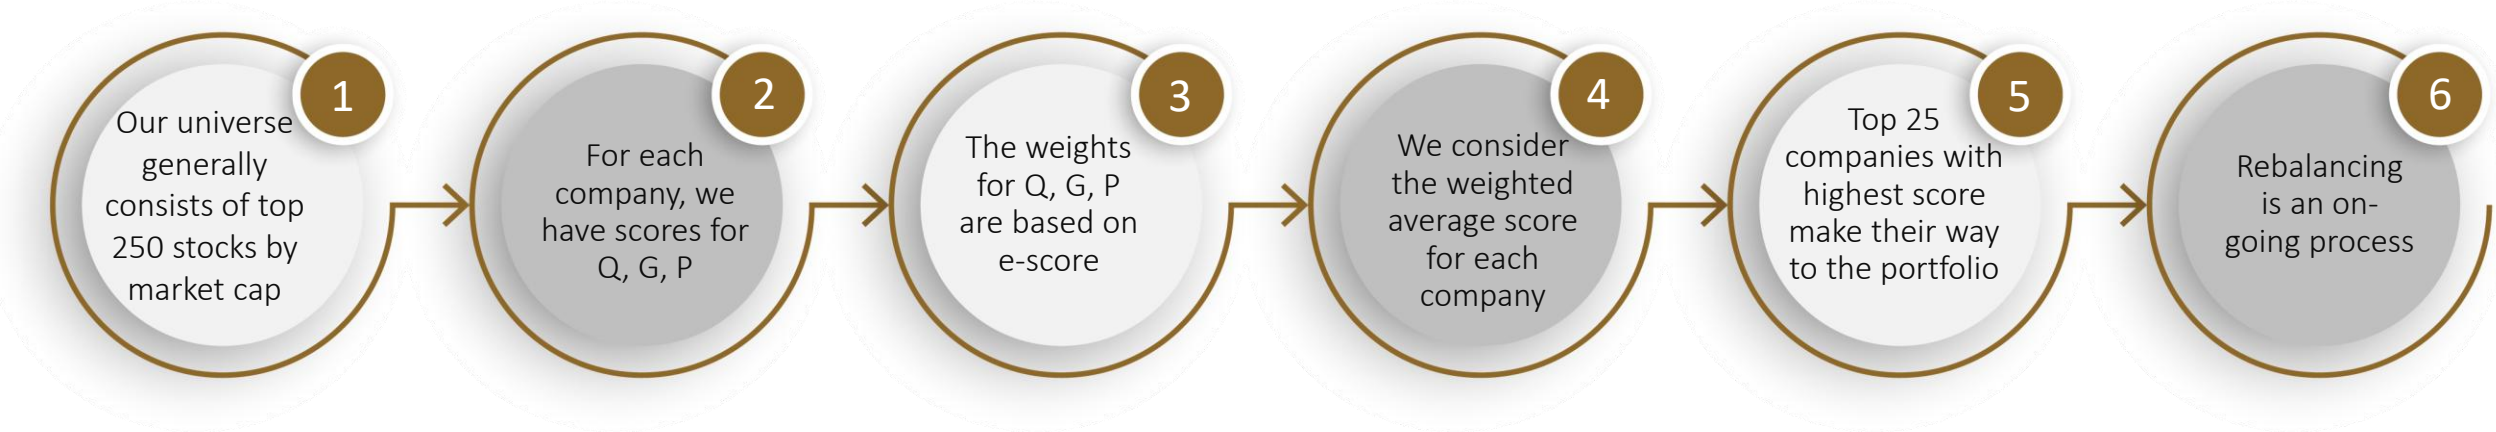 1
Our universe
generally
consists of top
250 stocks by
market cap
2
For each
company, we
have scores for
Q, G, P
3
The weights
for Q, G, P
are based on
e-score
4
We consider
the weighted
average score
for each
company
5
Top 25
companies with
highest score
make their way
to the portfolio
6
Rebalancing
is an on-
going process